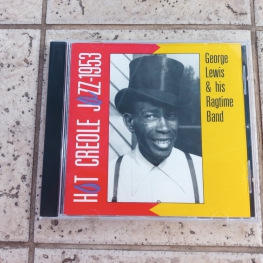 HOT CREOLE JAZZ-1953
George
Lewis
& his
Ragtime
Band